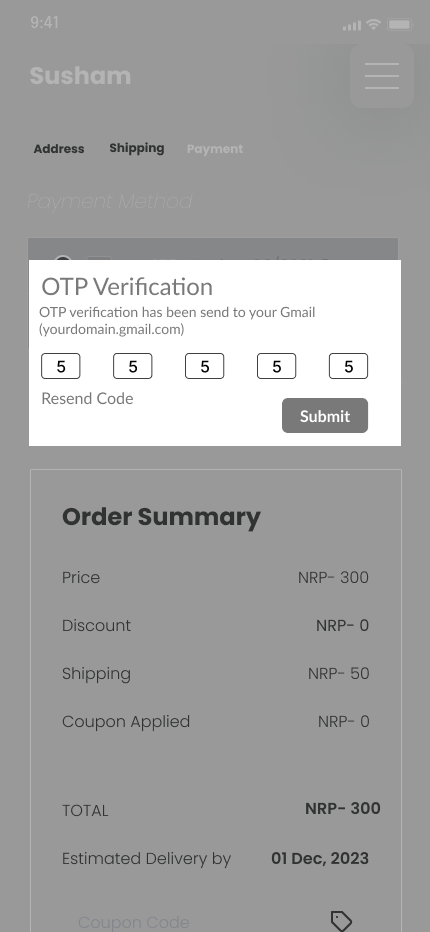 9:41
Susham
Address Shipping Payment
Payment Method
OTP Verification
OTP verification has been send to your Gmail
(yourdomain.gmail.com)
5 5 5 5 5
Resend Code
Submit
Order Summary
Price NRP- 300
Discount NRP- 0
Shipping NRP- 50
Coupon Applied NRP- 0
TOTAL NRP- 300
Estimated Delivery by 01 Dec, 2023
Coupon Code